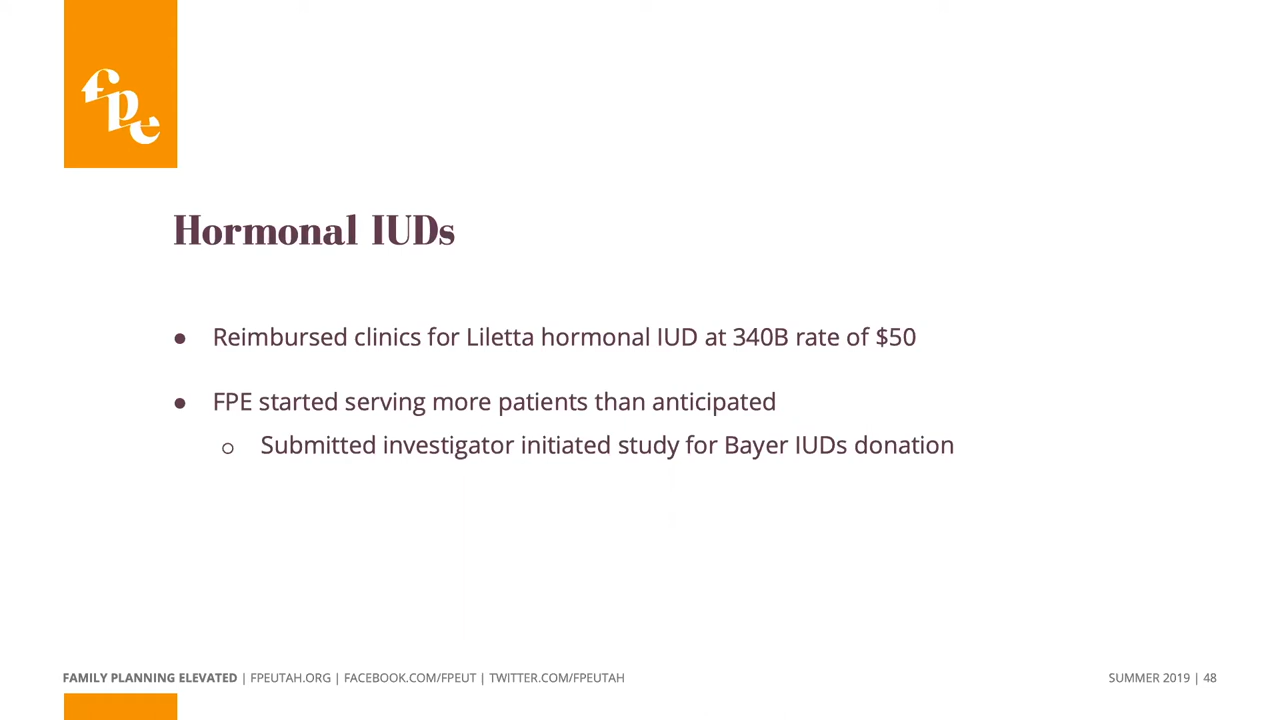 fpe
Hormonal IUDs
● Reimbursed clinics for Liletta hormonal IUD at 340B rate of $50
● FPE started serving more patients than anticipated
○ Submitted investigator initiated study for Bayer IUDs donation
FAMILY PLANNING ELEVATED | FPEUTAH.ORG | FACEBOOK.COM/FPEUT | TWITTER.COM/FPEUTAH
SUMMER 2019 | 48